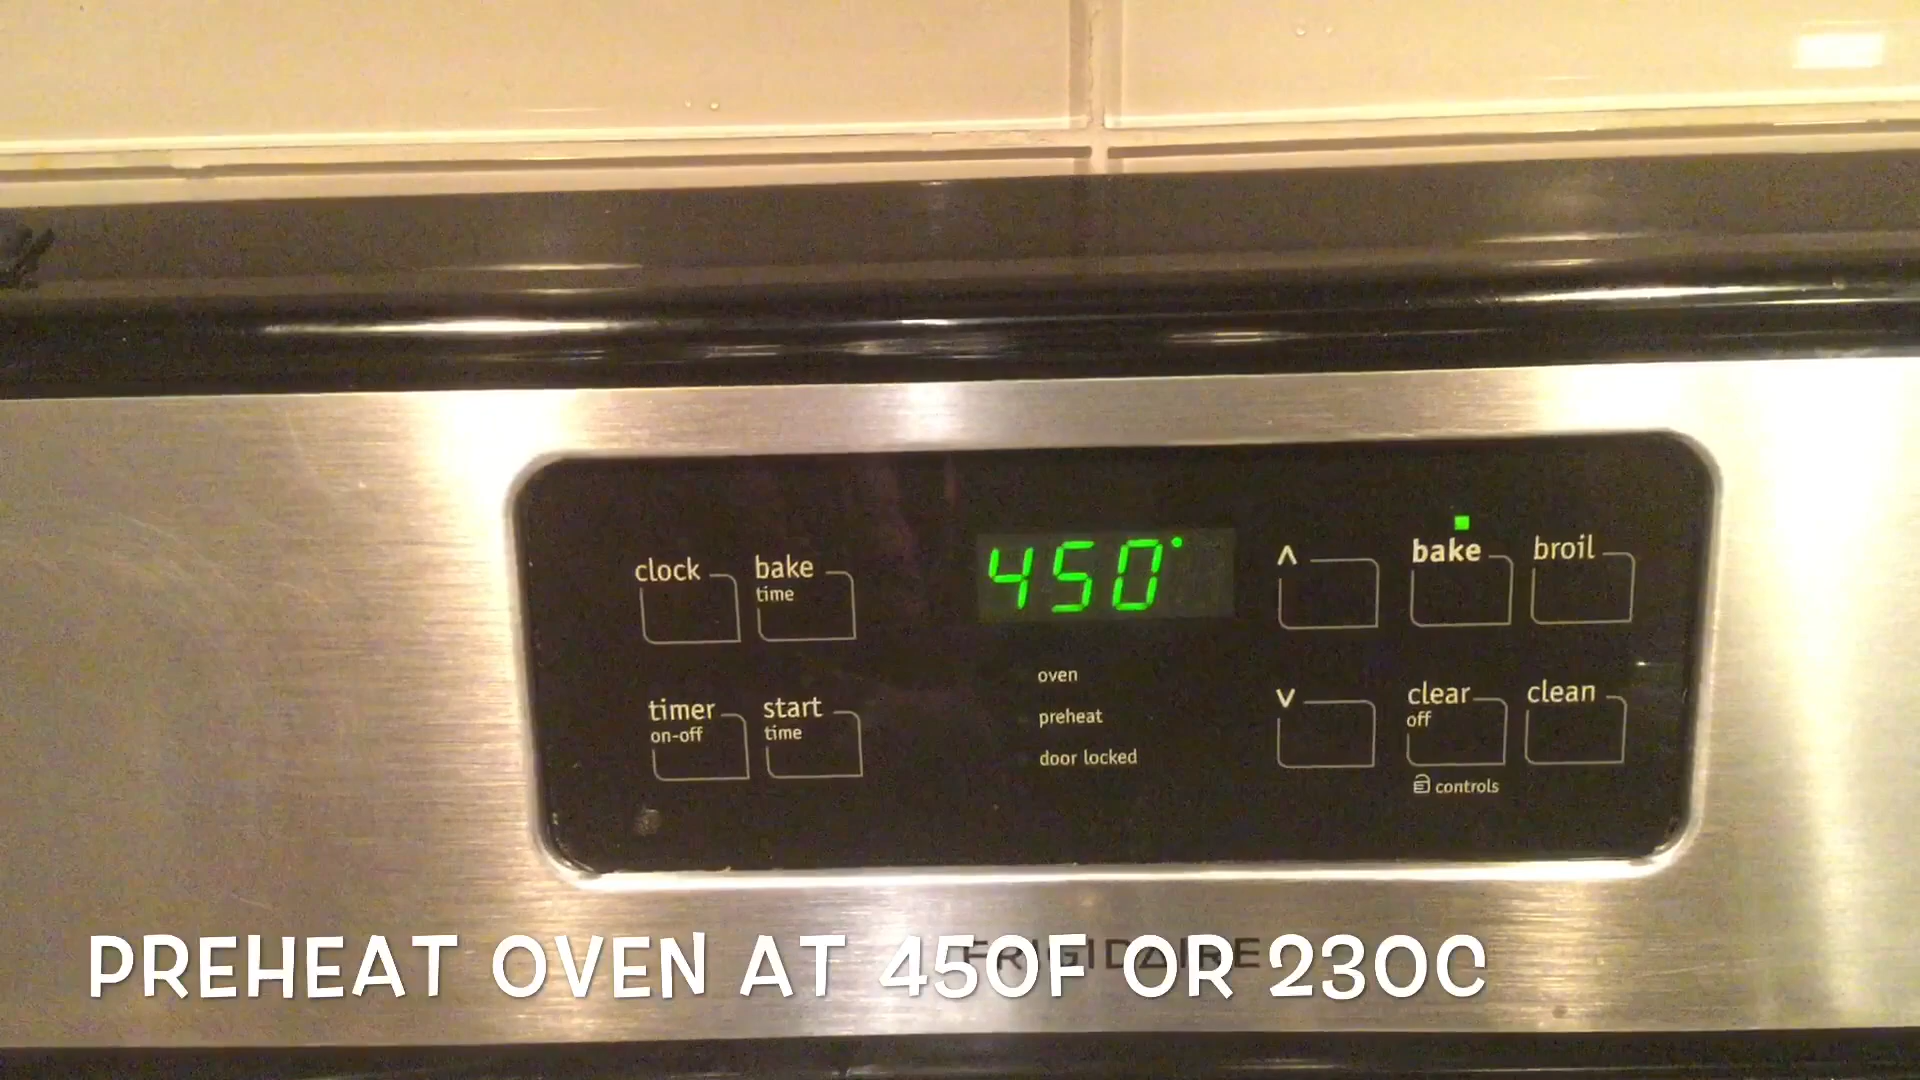 clock
bake
time
450°
^
bake
broil
oven
preheat
door locked
timer
on-off
start
time
v
clear
off
clean
controls
FRIGIDAIRE
PREHEAT OVEN AT 450F OR 230C